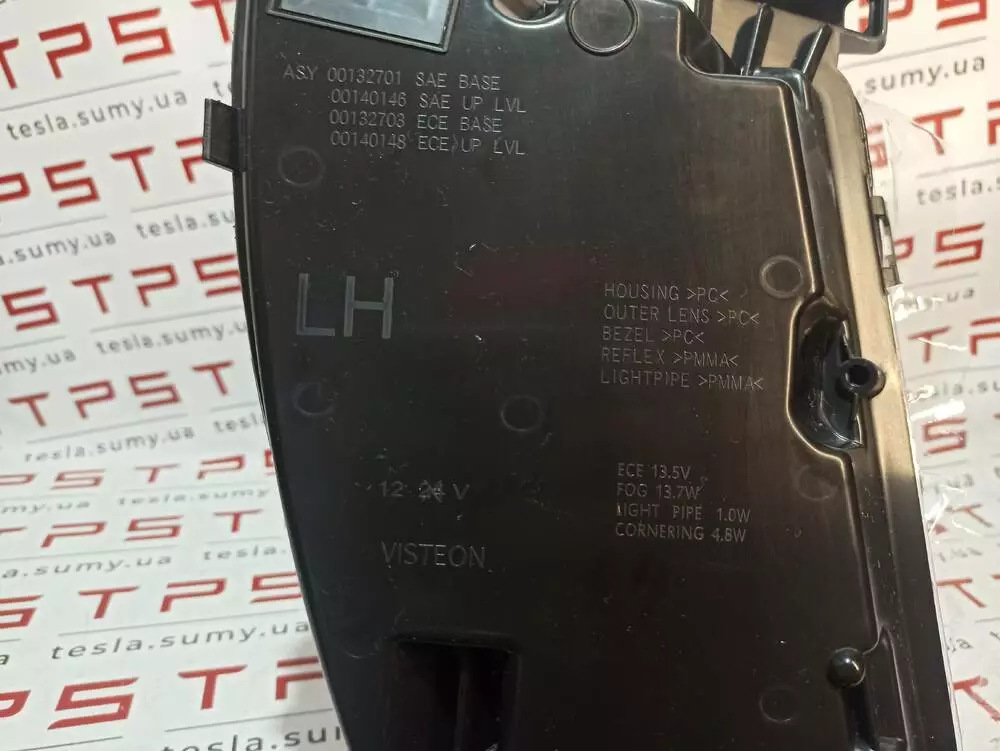 ASY 00132701 SAE BASE
00140146 SAE UP LVL
00132703 ECE BASE
00140148 ECE UP LVL
LH
HOUSING >PC<
OUTER LENS >PC<
BEZEL >PC<
REFLEX >PMMA<
LIGHTPIPE >PMMA<
12 V
ECE 13.5V
FOG 13.7W
LIGHT PIPE 1.0W
CORNERING 4.8W
VISTEON
TPS
tesla.sumy.ua